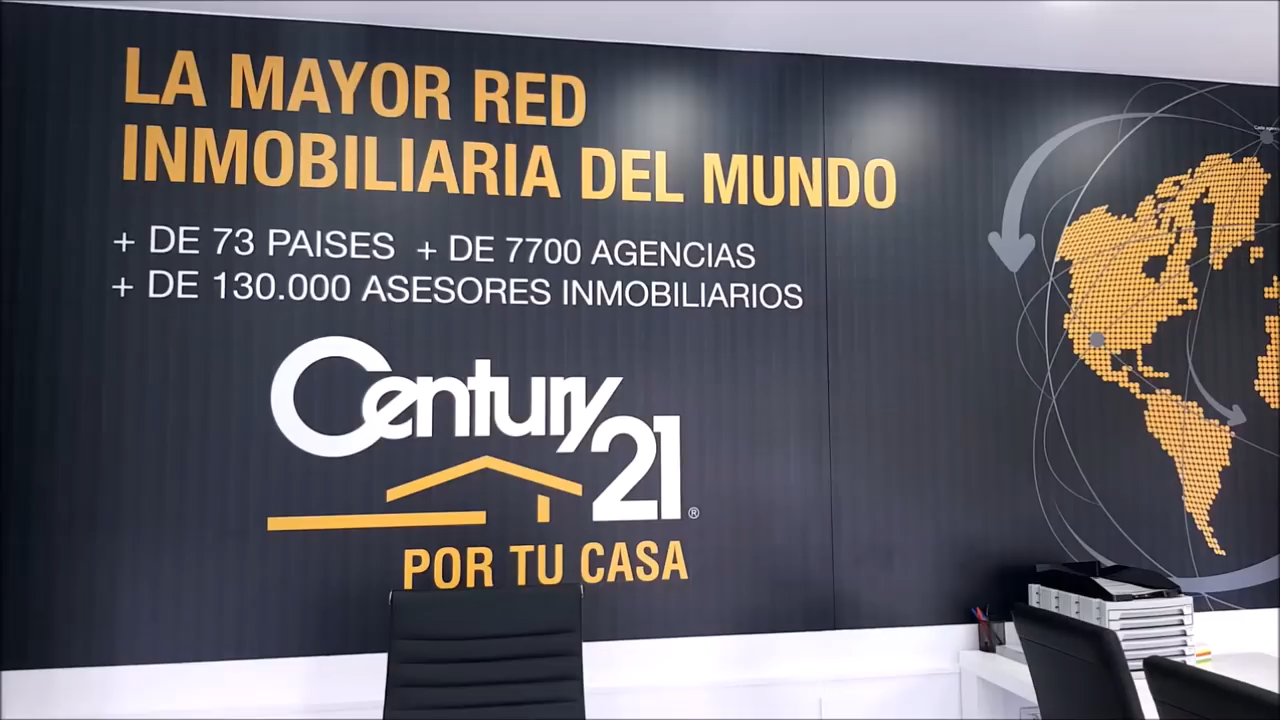 LA MAYOR RED
INMOBILIARIA DEL MUNDO
+ DE 73 PAISES + DE 7700 AGENCIAS
+ DE 130.000 ASESORES INMOBILIARIOS
Century
21®
POR TU CASA